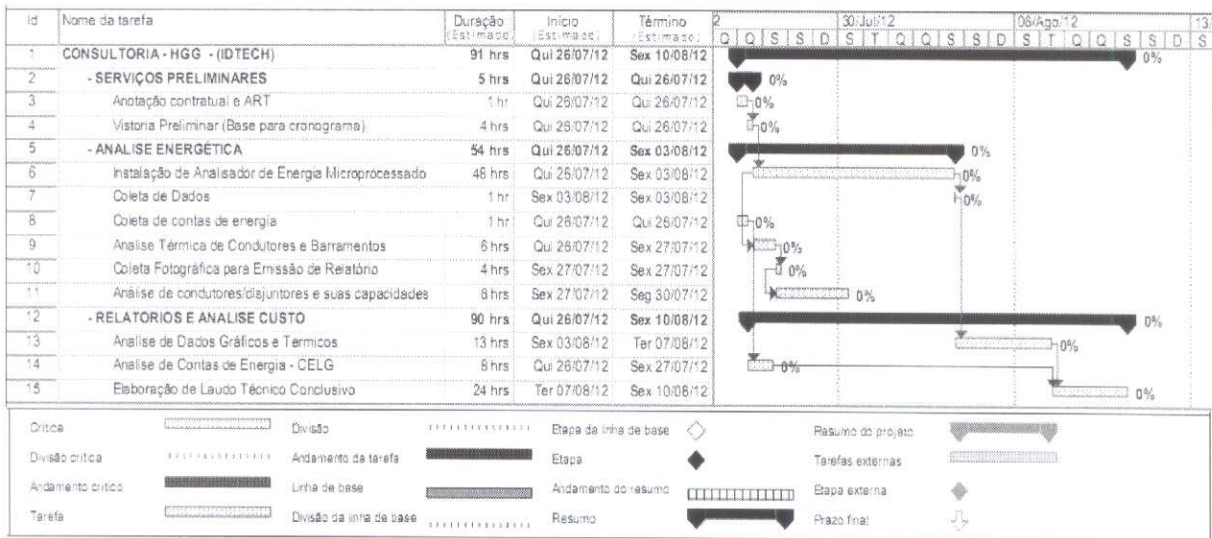 Id Nome da tarefa Duração Início Término 2 30/Jul/12 06/Ago/12 13/
(Estimado) (Estimado) (Estimado) Q Q S S D S T Q Q S S D S T Q Q S S D S
1 CONSULTORIA - HGG - (IDTECH) 91 hrs Qui 26/07/12 Sex 10/08/12 0%
2 - SERVIÇOS PRELIMINARES 5 hrs Qui 26/07/12 Qui 26/07/12 0%
3 Anotação contratual e ART 1 hr Qui 26/07/12 Qui 26/07/12 0%
4 Vistoria Preliminar (Base para cronograma) 4 hrs Qui 26/07/12 Qui 26/07/12 0%
5 - ANALISE ENERGÉTICA 54 hrs Qui 26/07/12 Sex 03/08/12 0%
6 Instalação de Analisador de Energia Microprocessado 48 hrs Qui 26/07/12 Sex 03/08/12 0%
7 Coleta de Dados 1 hr Sex 03/08/12 Sex 03/08/12 0%
8 Coleta de contas de energia 1 hr Qui 26/07/12 Qui 26/07/12 0%
9 Analise Térmica de Condutores e Barramentos 6 hrs Qui 26/07/12 Sex 27/07/12 0%
10 Coleta Fotográfica para Emissão de Relatório 4 hrs Sex 27/07/12 Sex 27/07/12 0%
11 Análise de condutores/disjuntores e suas capacidades 8 hrs Sex 27/07/12 Seg 30/07/12 0%
12 - RELATORIOS E ANALISE CUSTO 90 hrs Qui 26/07/12 Sex 10/08/12 0%
13 Analise de Dados Gráficos e Termicos 13 hrs Sex 03/08/12 Ter 07/08/12 0%
14 Analise de Contas de Energia - CELG 8 hrs Qui 26/07/12 Sex 27/07/12 0%
15 Elaboração de Laudo Técnico Conclusivo 24 hrs Ter 07/08/12 Sex 10/08/12 0%
Crítica Divisão Etapa da linha de base Resumo do projeto
Divisão crítica Andamento da tarefa Etapa Tarefas externas
Andamento crítico Linha de base Andamento do resumo Etapa externa
Tarefa Divisão da linha de base Resumo Prazo final